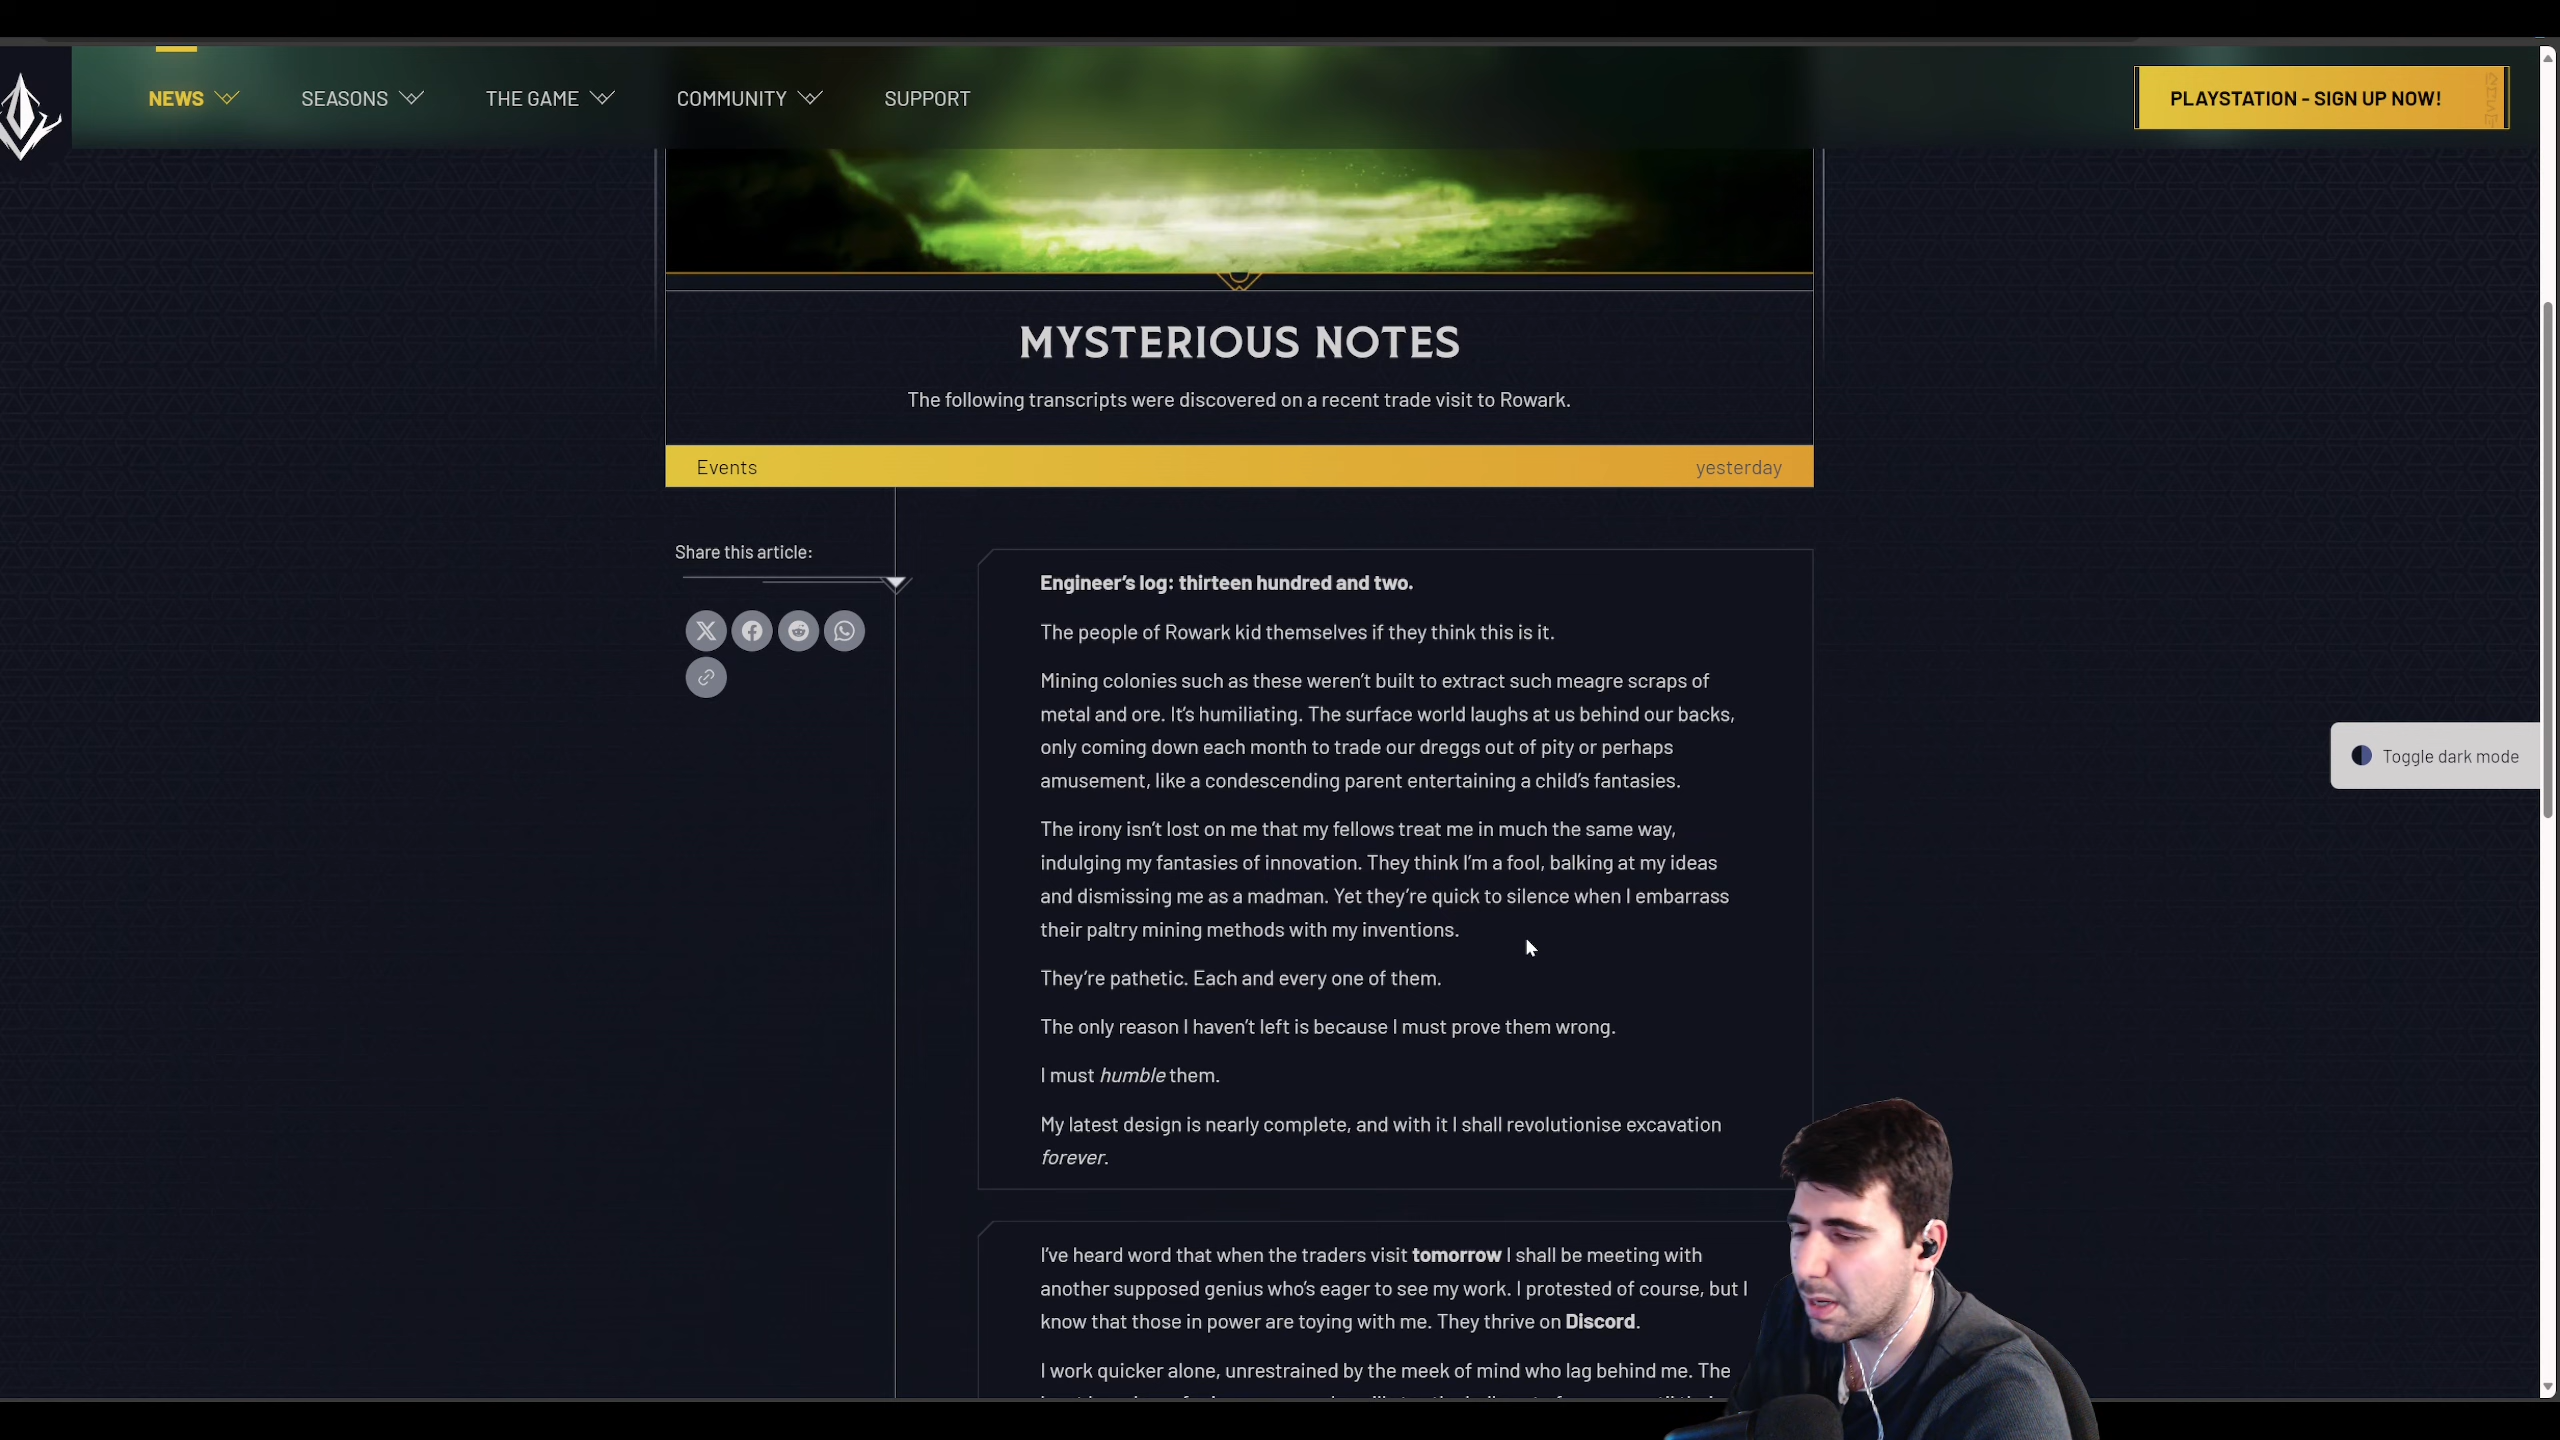 NEWS
SEASONS
THE GAME
COMMUNITY
SUPPORT
PLAYSTATION - SIGN UP NOW!
MYSTERIOUS NOTES
The following transcripts were discovered on a recent trade visit to Rowark.
Events
yesterday
Share this article:
Engineer’s log: thirteen hundred and two.
The people of Rowark kid themselves if they think this is it.
Mining colonies such as these weren’t built to extract such meagre scraps of
metal and ore. It’s humiliating. The surface world laughs at us behind our backs,
only coming down each month to trade our dreggs out of pity or perhaps
amusement, like a condescending parent entertaining a child’s fantasies.
The irony isn’t lost on me that my fellows treat me in much the same way,
indulging my fantasies of innovation. They think I’m a fool, balking at my ideas
and dismissing me as a madman. Yet they’re quick to silence when I embarrass
their paltry mining methods with my inventions.
They’re pathetic. Each and every one of them.
The only reason I haven’t left is because I must prove them wrong.
I must humble them.
My latest design is nearly complete, and with it I shall revolutionise excavation
forever.
Toggle dark mode
I’ve heard word that when the traders visit tomorrow I shall be meeting with
another supposed genius who’s eager to see my work. I protested of course, but I
know that those in power are toying with me. They thrive on Discord.
I work quicker alone, unrestrained by the meek of mind who lag behind me. The